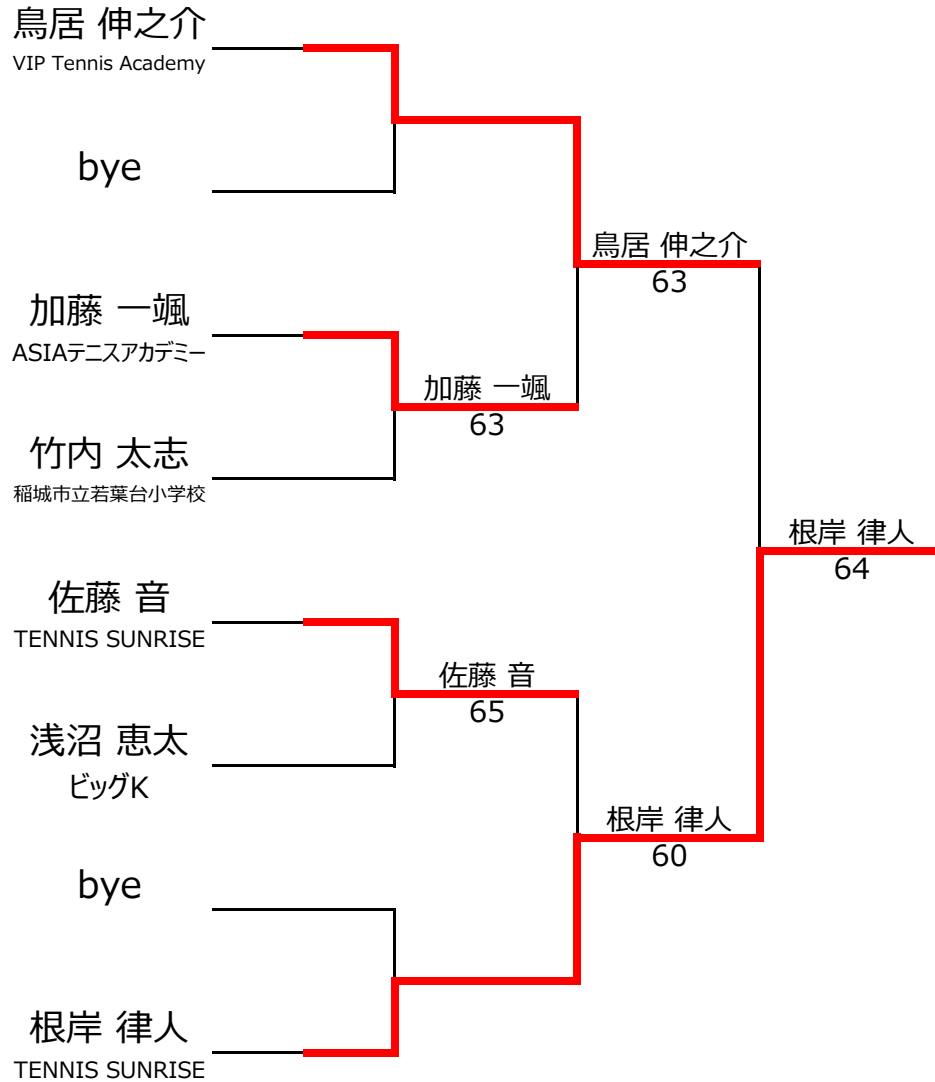 鳥居 伸之介
VIP Tennis Academy
bye
鳥居 伸之介
63
加藤 一颯
ASIAテニスアカデミー
加藤 一颯
63
竹内 太志
稲城市立若葉台小学校
根岸 律人
64
佐藤 音
TENNIS SUNRISE
佐藤 音
65
浅沼 恵太
ビッグK
根岸 律人
60
bye
根岸 律人
TENNIS SUNRISE